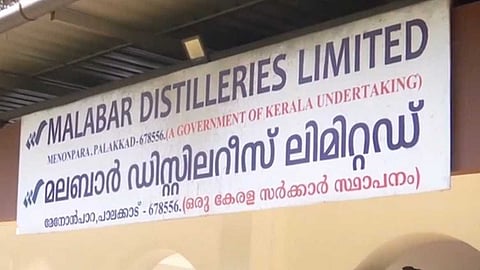 MALABAR DISTILLERIES LIMITED
MENONPARA, PALAKKAD- 678556.(A GOVERNMENT OF KERALA UNDERTAKING)
മലബാർ ഡിസ്റ്റിലറീസ് ലിമിറ്റഡ്
മേനോൻപാറ,പാലക്കാട് - 678556.(ഒരു കേരള സർക്കാർ സ്ഥാപനം)